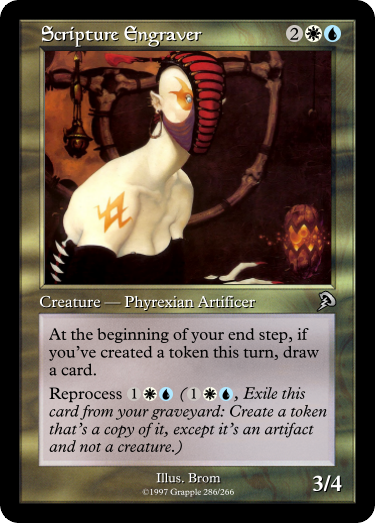 Scripture Engraver 2
Creature — Phyrexian Artificer
At the beginning of your end step, if
you've created a token this turn, draw
a card.
Reprocess 1 (1 , Exile this
card from your graveyard: Create a token
that's a copy of it, except it's an artifact
and not a creature.)
Illus. Brom
©1997 Grapple 286/266
3/4